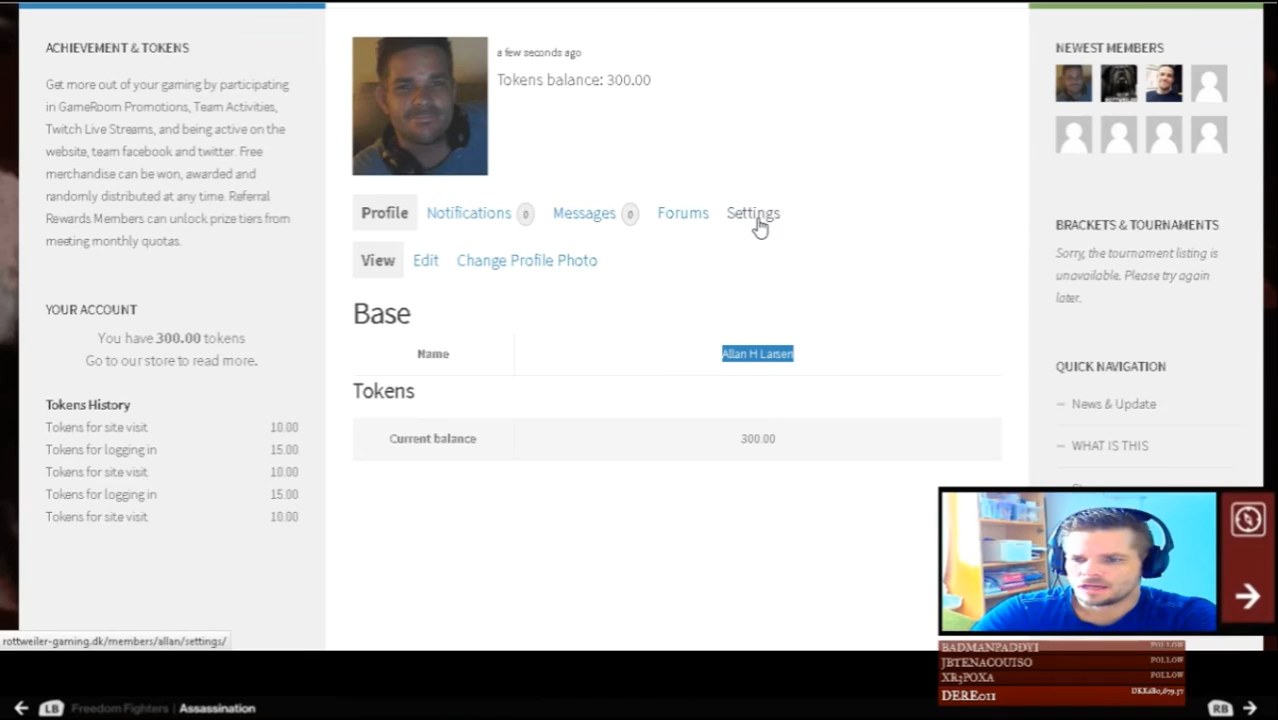 ACHIEVEMENT & TOKENS
Get more out of your gaming by participating
in GameRoom Promotions, Team Activities,
Twitch Live Streams, and being active on the
website, team facebook and twitter. Free
merchandise can be won, awarded and
randomly distributed at any time. Referral
Rewards Members can unlock prize tiers from
meeting monthly quotas.
YOUR ACCOUNT
You have 300.00 tokens
Go to our store to read more.
Tokens History
Tokens for site visit 10.00
Tokens for logging in 15.00
Tokens for site visit 10.00
Tokens for logging in 15.00
Tokens for site visit 10.00
a few seconds ago
Tokens balance: 300.00
Profile Notifications 0 Messages 0 Forums Settings
View Edit Change Profile Photo
Base
Name Allan H Larsen
Tokens
Current balance 300.00
NEWEST MEMBERS
BRACKETS & TOURNAMENTS
Sorry, the tournament listing is
unavailable. Please try again
later.
QUICK NAVIGATION
– News & Update
– WHAT IS THIS
rottweiler-gaming.dk/members/allan/settings/
BADMANPADDY1 FOLLOW
JBTENACOUISO FOLLOW
XR3POXA FOLLOW
DERE011
LB Freedom Fighters | Assassination
RB